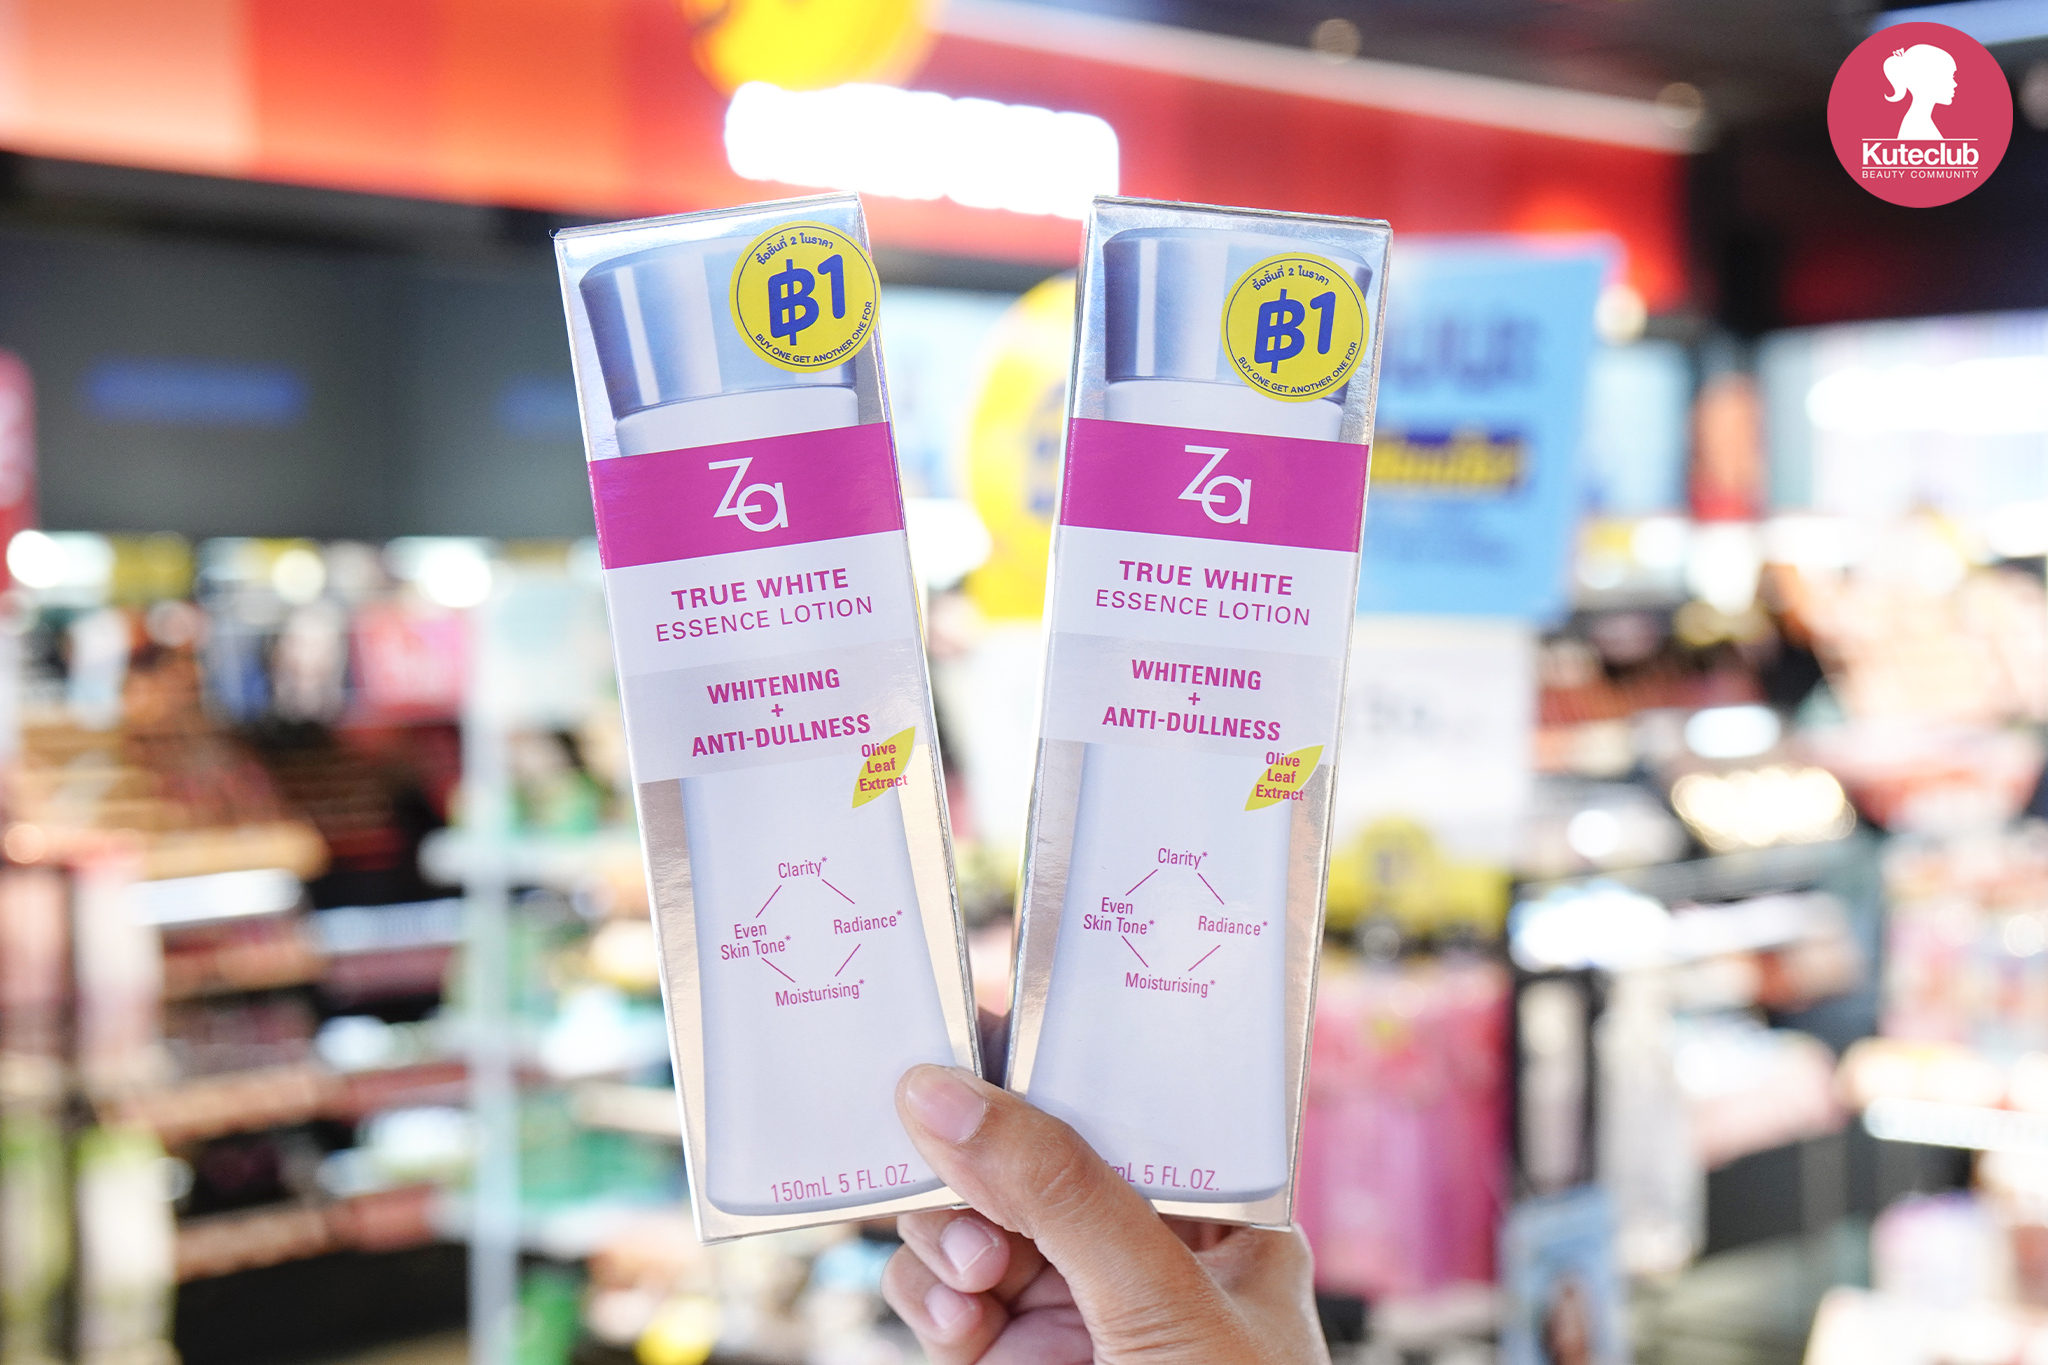 Kuteclub
BEAUTY COMMUNITY
ซื้อชิ้นที่ 2 ในราคา
฿1
BUY ONE GET ANOTHER ONE FOR
Za
TRUE WHITE
ESSENCE LOTION
WHITENING
+
ANTI-DULLNESS
Olive
Leaf
Extract
Clarity*
Even
Skin Tone*
Radiance*
Moisturising*
150mL 5 FL.OZ.
ซื้อชิ้นที่ 2 ในราคา
฿1
BUY ONE GET ANOTHER ONE FOR
Za
TRUE WHITE
ESSENCE LOTION
WHITENING
+
ANTI-DULLNESS
Olive
Leaf
Extract
Clarity*
Even
Skin Tone*
Radiance*
Moisturising*
mL 5 FL.OZ.